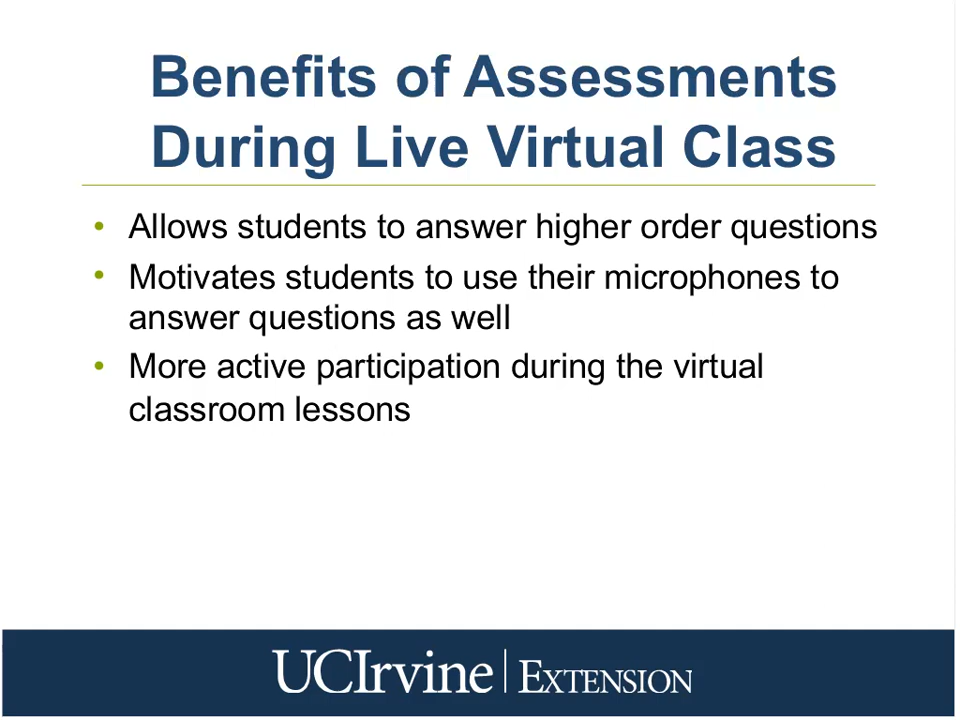 Benefits of Assessments
During Live Virtual Class
• Allows students to answer higher order questions
• Motivates students to use their microphones to
answer questions as well
• More active participation during the virtual
classroom lessons
UCIrvine | EXTENSION